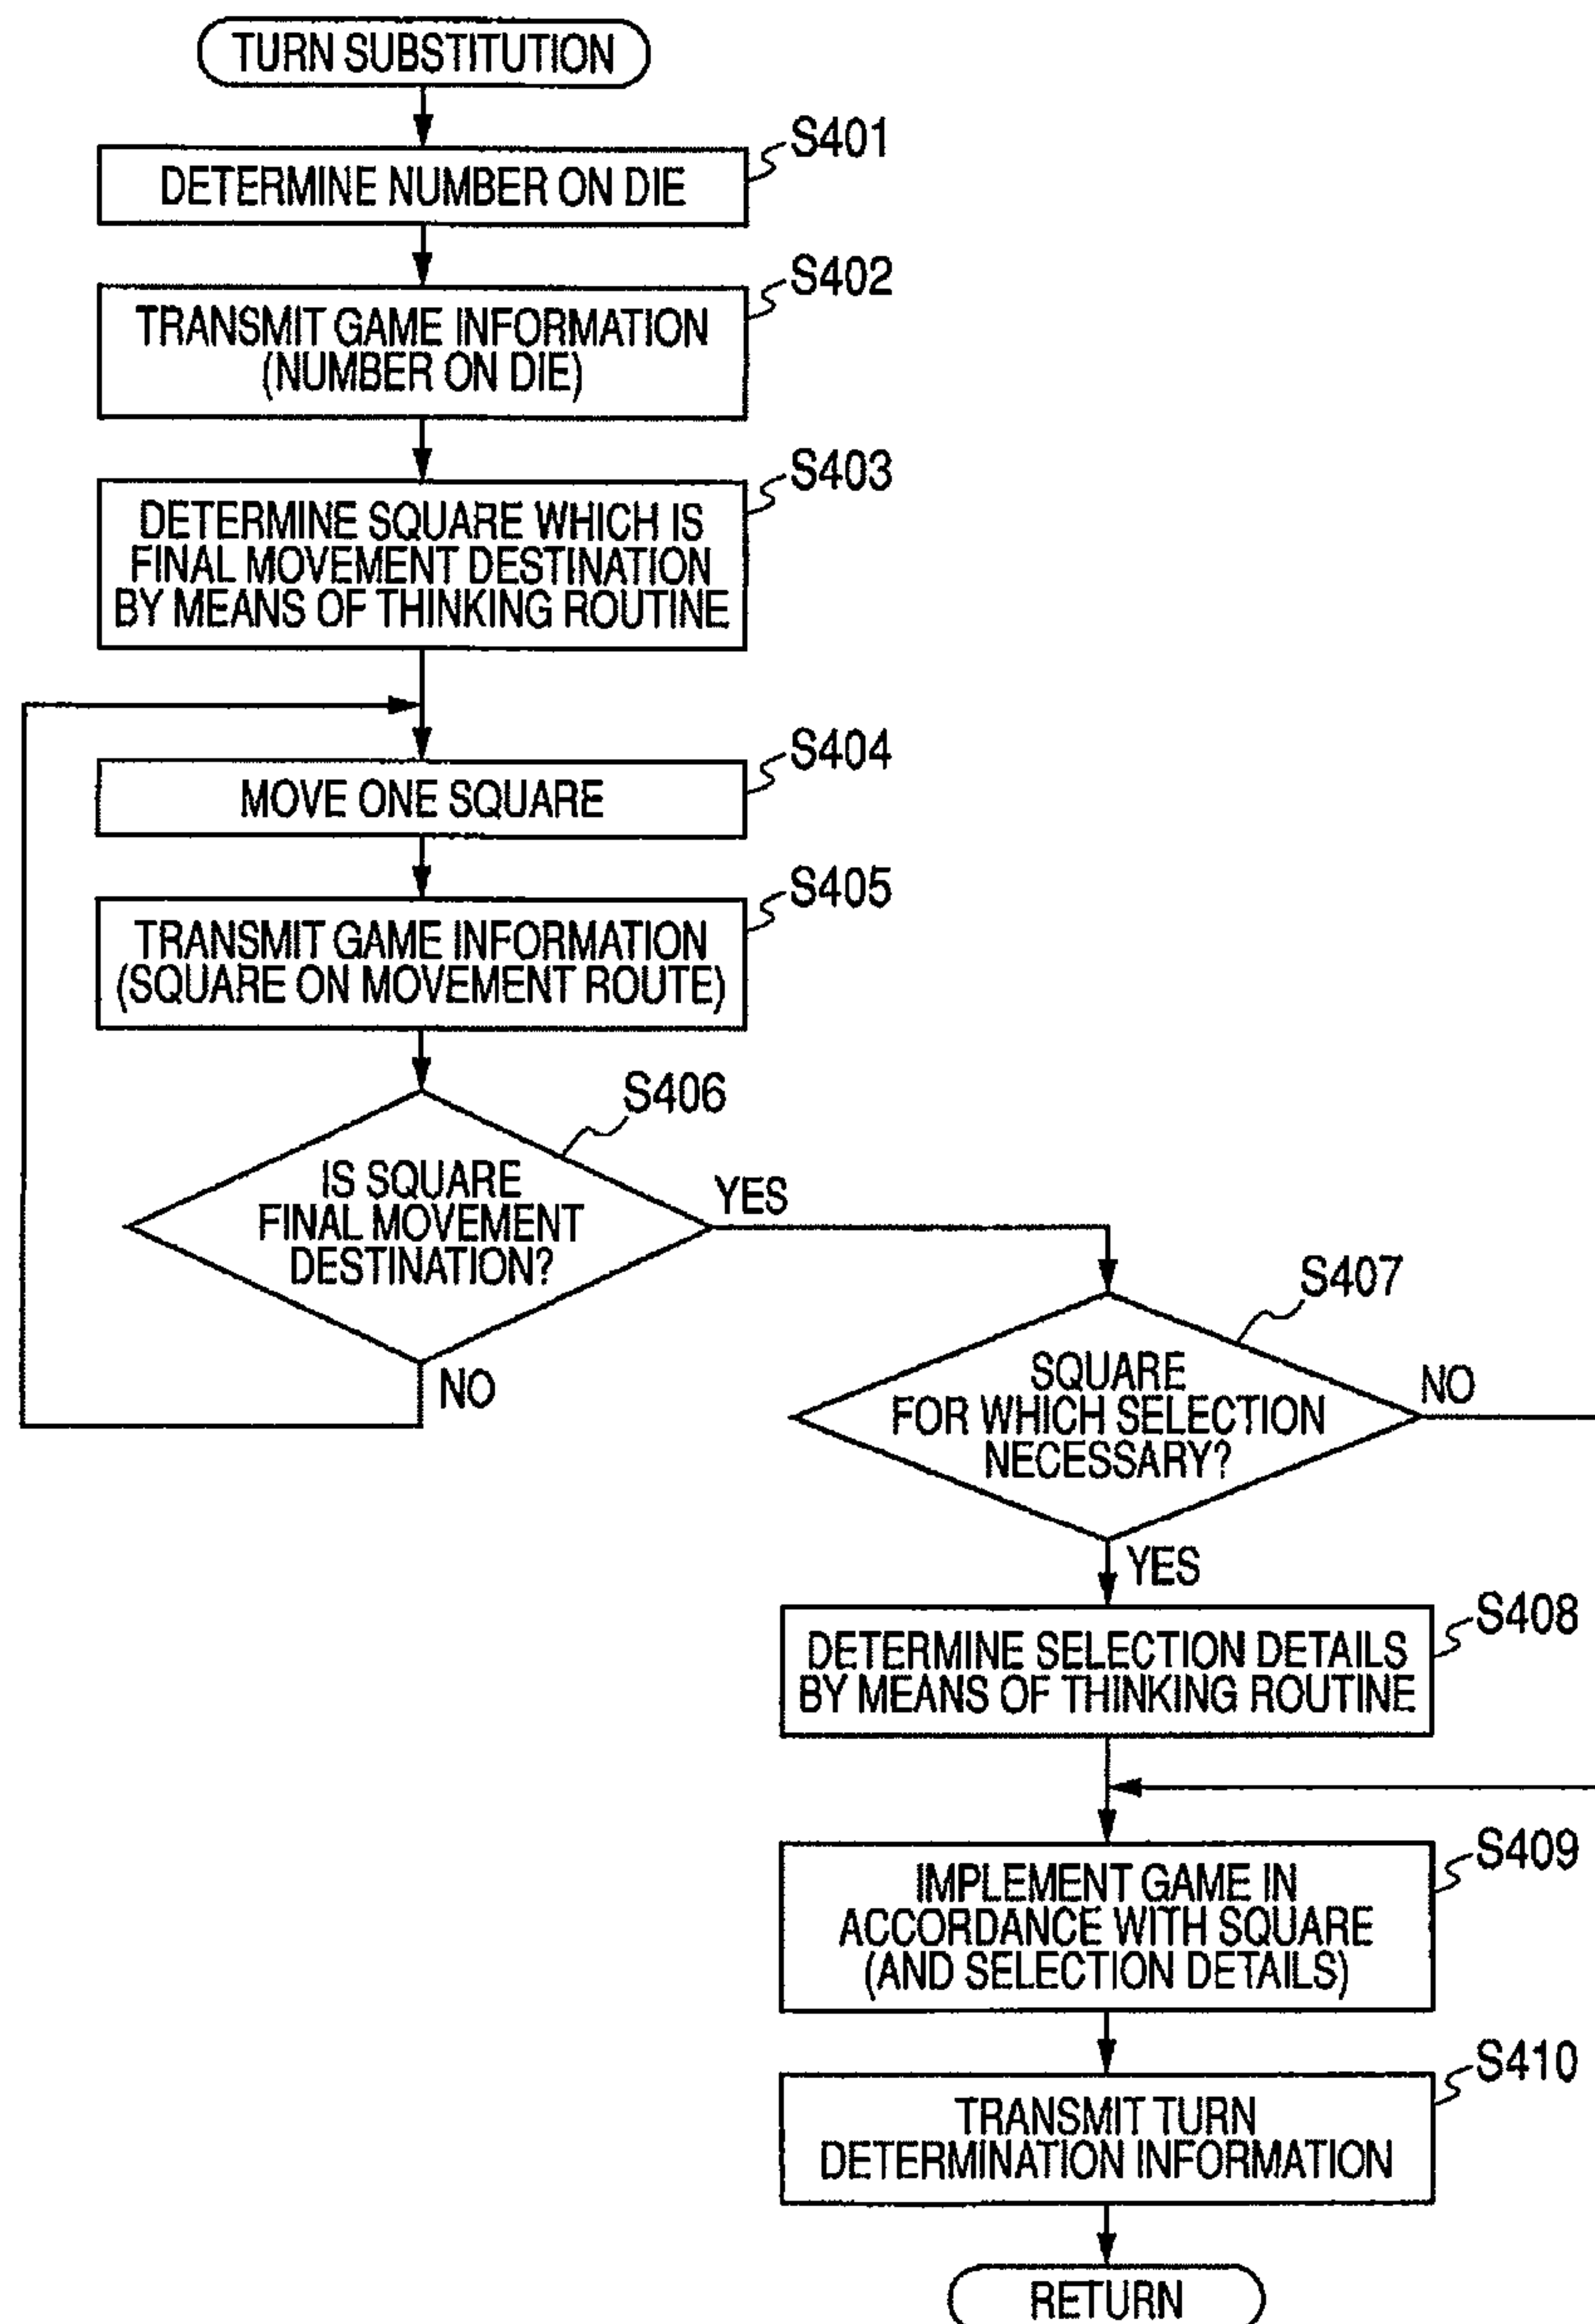 TURN SUBSTITUTION
S401
DETERMINE NUMBER ON DIE
S402
TRANSMIT GAME INFORMATION
(NUMBER ON DIE)
S403
DETERMINE SQUARE WHICH IS
FINAL MOVEMENT DESTINATION
BY MEANS OF THINKING ROUTINE
S404
MOVE ONE SQUARE
S405
TRANSMIT GAME INFORMATION
(SQUARE ON MOVEMENT ROUTE)
S406
IS SQUARE
FINAL MOVEMENT
DESTINATION?
YES
NO
S407
SQUARE
FOR WHICH SELECTION
NECESSARY?
NO
YES
S408
DETERMINE SELECTION DETAILS
BY MEANS OF THINKING ROUTINE
S409
IMPLEMENT GAME IN
ACCORDANCE WITH SQUARE
(AND SELECTION DETAILS)
S410
TRANSMIT TURN
DETERMINATION INFORMATION
RETURN